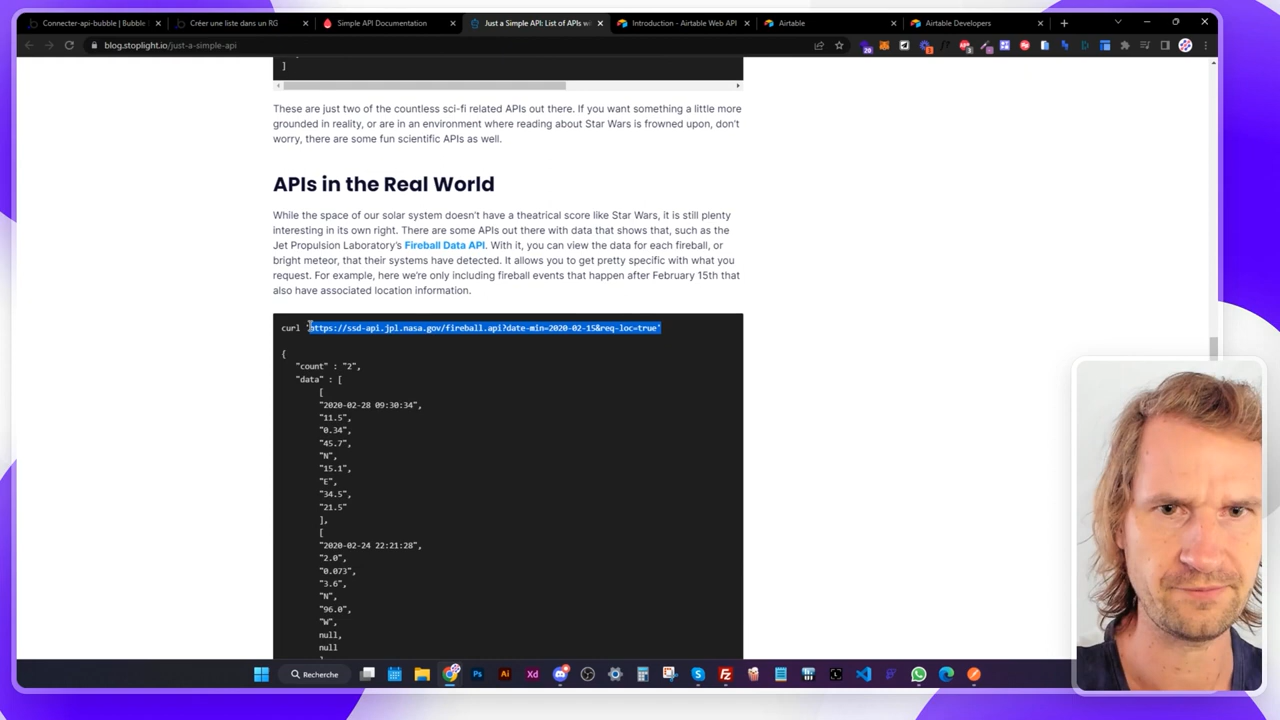 Connecter-api-bubble | Bubble
Créer une liste dans un RG
Simple API Documentation
Just a Simple API: List of APIs wi
Introduction - Airtable Web API
Airtable
Airtable Developers
blog.stoplight.io/just-a-simple-api
]
These are just two of the countless sci-fi related APIs out there. If you want something a little more
grounded in reality, or are in an environment where reading about Star Wars is frowned upon, don't
worry, there are some fun scientific APIs as well.
APIs in the Real World
While the space of our solar system doesn't have a theatrical score like Star Wars, it is still plenty
interesting in its own right. There are some APIs out there with data that shows that, such as the
Jet Propulsion Laboratory's Fireball Data API. With it, you can view the data for each fireball, or
bright meteor, that their systems have detected. It allows you to get pretty specific with what you
request. For example, here we're only including fireball events that happen after February 15th that
also have associated location information.
curl 'https://ssd-api.jpl.nasa.gov/fireball.api?date-min=2020-02-15&req-loc=true'
{
"count" : "2",
"data" : [
[
"2020-02-28 09:30:34",
"11.5",
"0.34",
"45.7",
"N",
"15.1",
"E",
"34.5",
"21.5"
],
[
"2020-02-24 22:21:28",
"2.0",
"0.073",
"3.6",
"N",
"96.0",
"W",
null,
null
Recherche